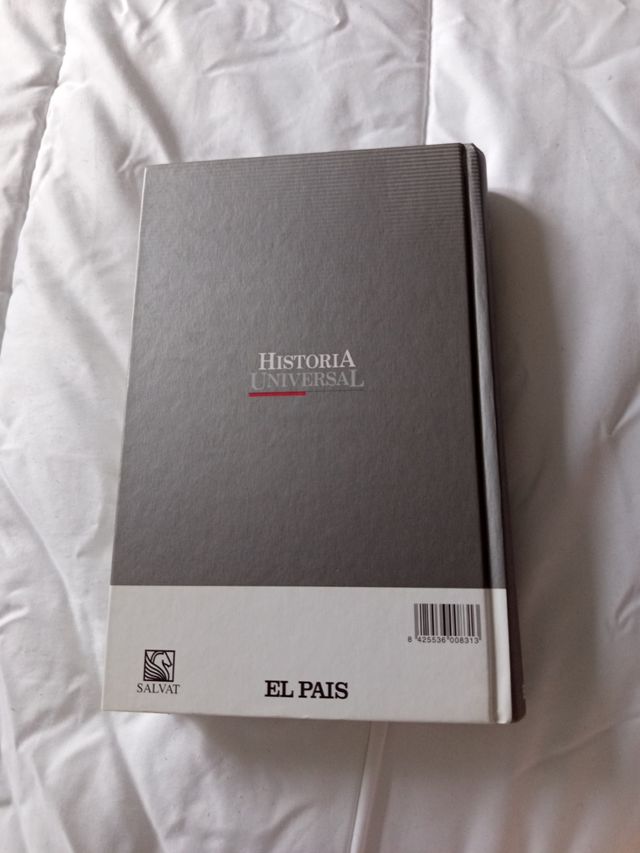 HISTORIA
UNIVERSAL
8 425536 008313
SALVAT
EL PAIS